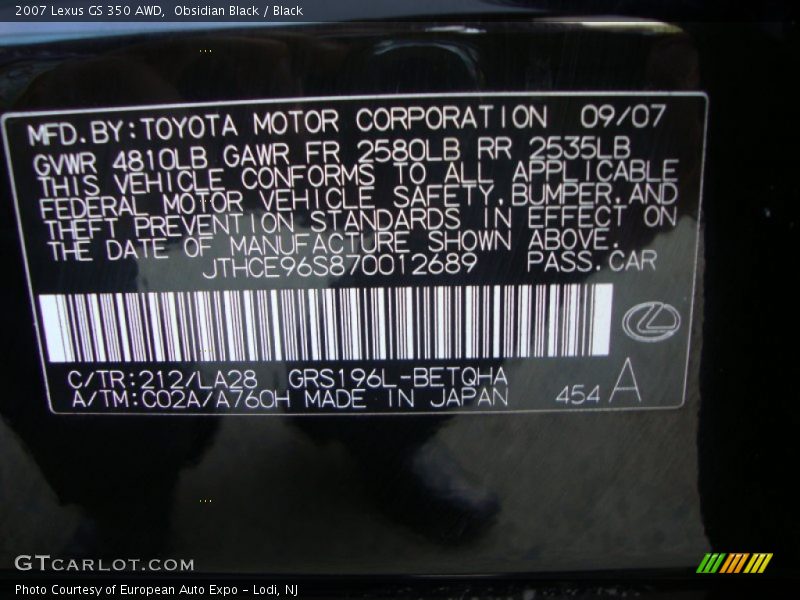 2007 Lexus GS 350 AWD,  Obsidian Black / Black
MFD.BY:TOYOTA MOTOR CORPORATION 09/07
GVWR 4810LB GAWR FR 2580LB RR 2535LB
THIS VEHICLE CONFORMS TO ALL APPLICABLE
FEDERAL MOTOR VEHICLE SAFETY,BUMPER,AND
THEFT PREVENTION STANDARDS IN EFFECT ON
THE DATE OF MANUFACTURE SHOWN ABOVE.
JTHCE96S870012689 PASS.CAR
C/TR:212/LA28 GRS196L-BETQHA
A/TM:C02A/A760H MADE IN JAPAN 454 A
GTCARLOT.COM
Photo Courtesy of European Auto Expo - Lodi, NJ